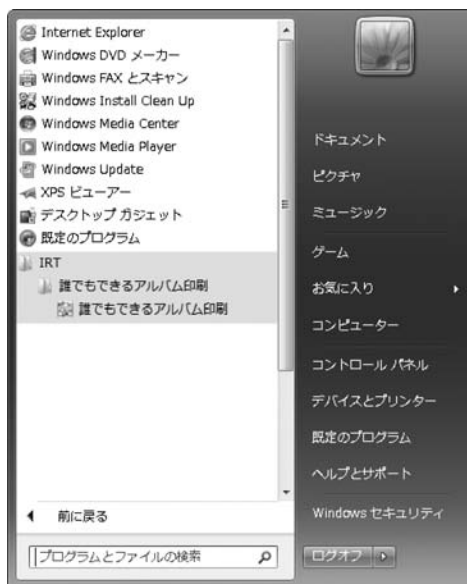 Internet Explorer
Windows DVD メーカー
Windows FAX とスキャン
Windows Install Clean Up
Windows Media Center
Windows Media Player
Windows Update
XPS ビューアー
デスクトップ ガジェット
既定のプログラム
IRT
誰でもできるアルバム印刷
誰でもできるアルバム印刷
前に戻る
プログラムとファイルの検索
ドキュメント
ピクチャ
ミュージック
ゲーム
お気に入り
コンピューター
コントロール パネル
デバイスとプリンター
既定のプログラム
ヘルプとサポート
Windows セキュリティ
ログオフ